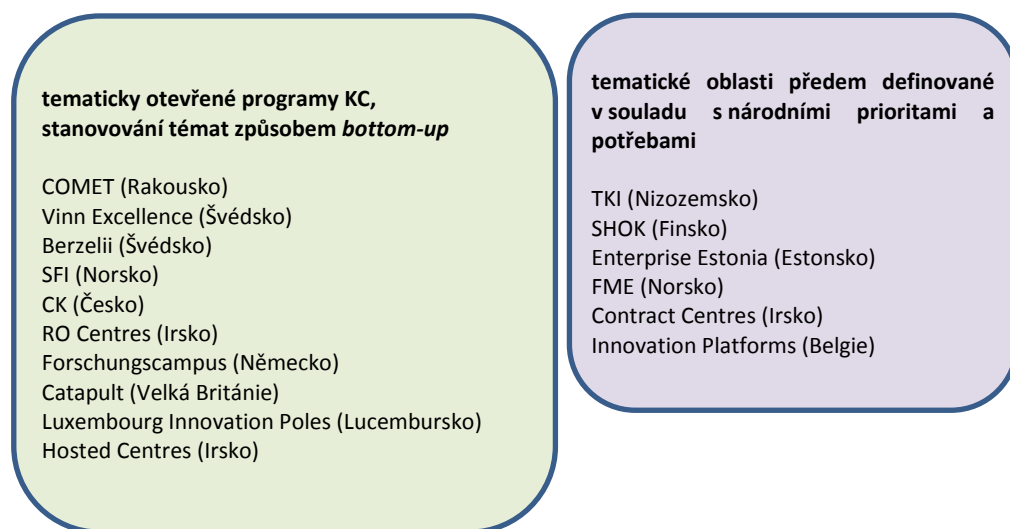 tematicky otevřené programy KC,
stanovování témat způsobem bottom-up
COMET (Rakousko)
Vinn Excellence (Švédsko)
Berzelii (Švédsko)
SFI (Norsko)
CK (Česko)
RO Centres (Irsko)
Forschungscampus (Německo)
Catapult (Velká Británie)
Luxembourg Innovation Poles (Lucembursko)
Hosted Centres (Irsko)
tematické oblasti předem definované
v souladu s národními prioritami a
potřebami
TKI (Nizozemsko)
SHOK (Finsko)
Enterprise Estonia (Estonsko)
FME (Norsko)
Contract Centres (Irsko)
Innovation Platforms (Belgie)